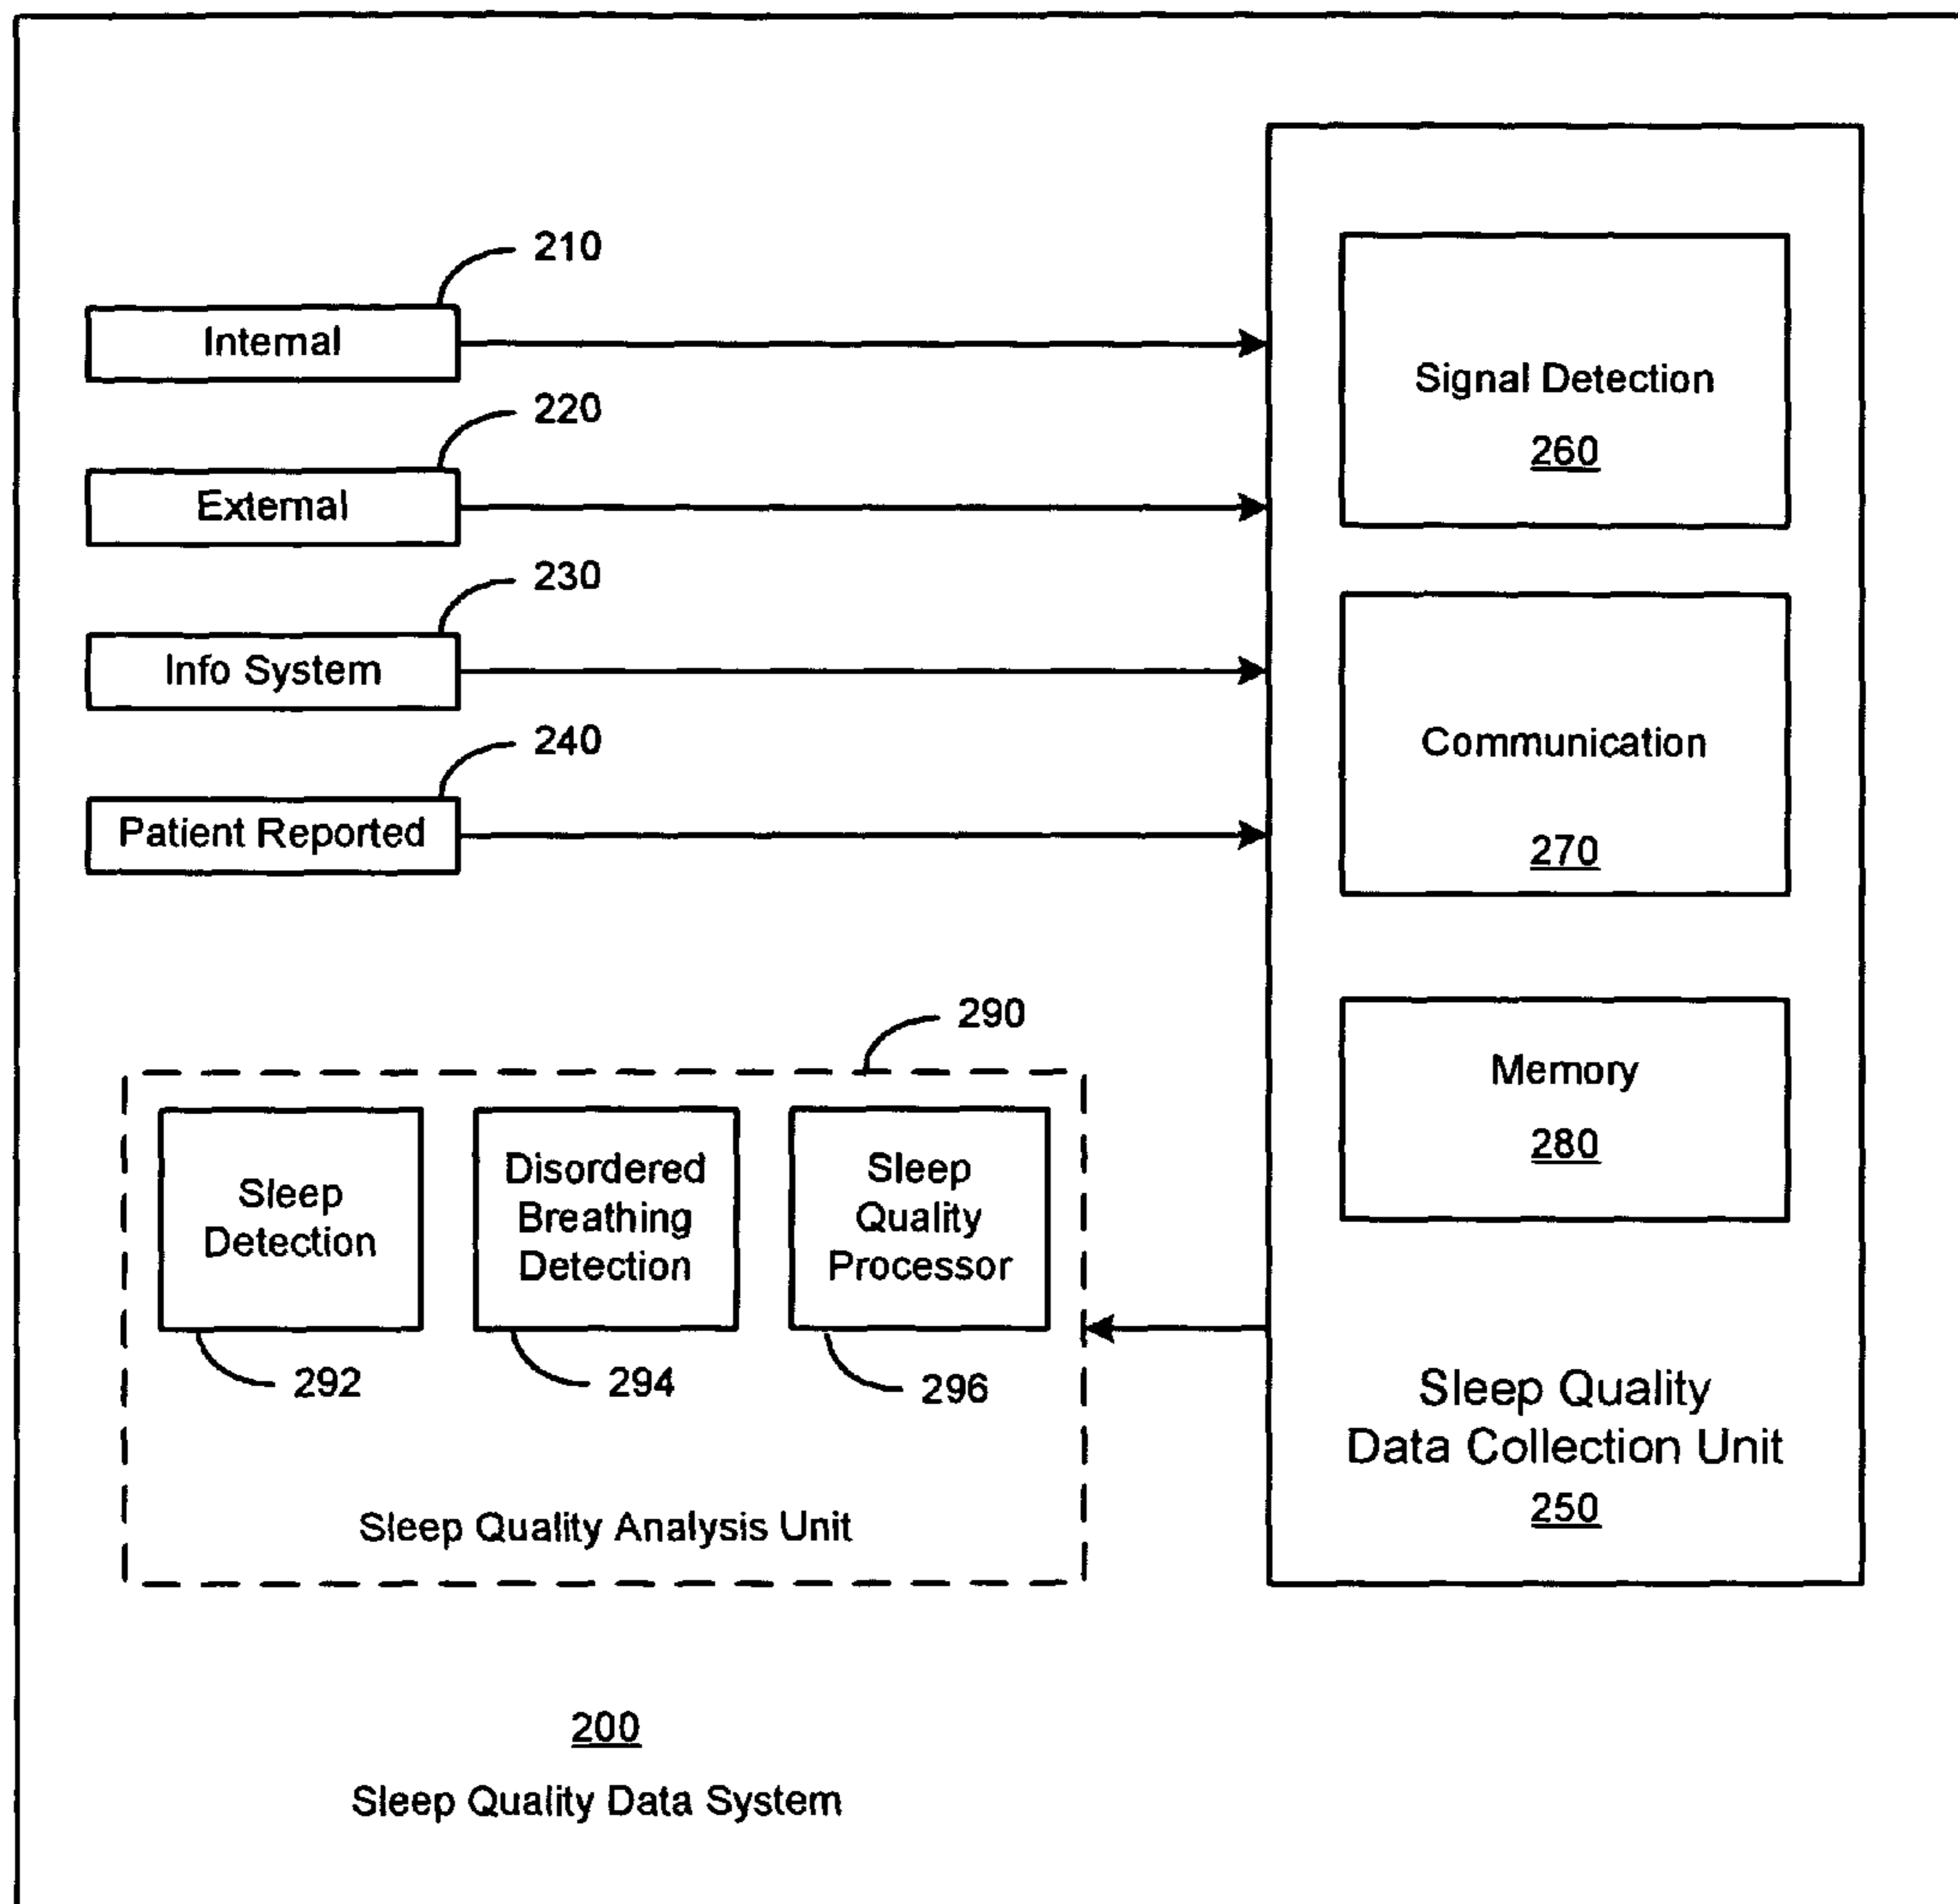 210
Internal
220
External
230
Info System
240
Patient Reported
Signal Detection
260
Communication
270
Memory
280
Sleep Quality
Data Collection Unit
250
290
Sleep
Detection
292
Disordered
Breathing
Detection
294
Sleep
Quality
Processor
296
Sleep Quality Analysis Unit
200
Sleep Quality Data System